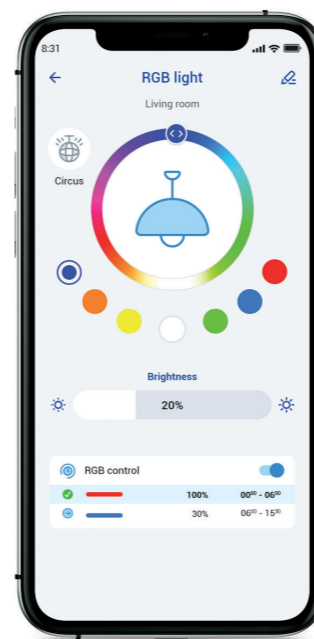 8:31
RGB light
Living room
Circus
Brightness
20%
RGB control
100% 00⁰⁰ - 06⁰⁰
30% 06⁰⁰ - 15³⁰